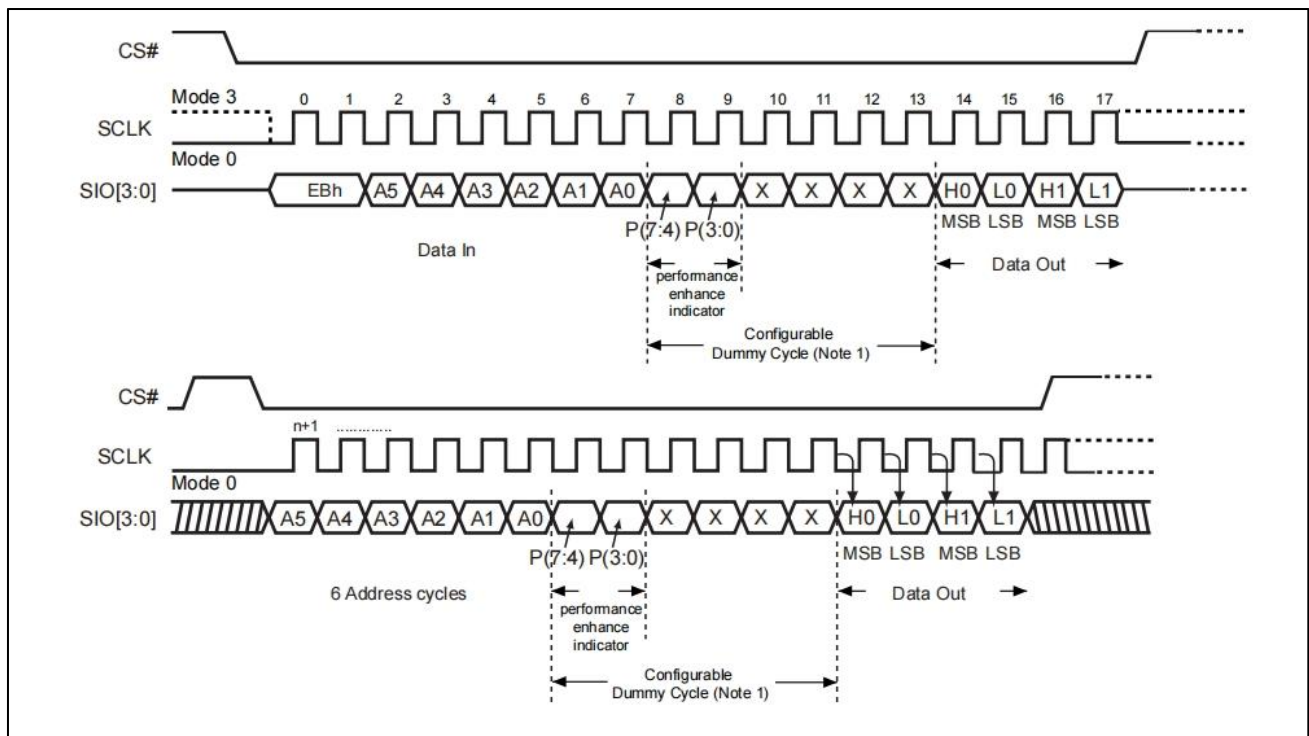 CS#
Mode 3
0 1 2 3 4 5 6 7 8 9 10 11 12 13 14 15 16 17
SCLK
Mode 0
SIO[3:0]
EBh A5 A4 A3 A2 A1 A0 X X X X H0 L0 H1 L1
P(7:4) P(3:0)
MSB LSB MSB LSB
Data In
Data Out
performance
enhance
indicator
Configurable
Dummy Cycle (Note 1)
CS#
n+1 .............
SCLK
Mode 0
SIO[3:0]
A5 A4 A3 A2 A1 A0 X X X X H0 L0 H1 L1
P(7:4) P(3:0)
MSB LSB MSB LSB
6 Address cycles
Data Out
performance
enhance
indicator
Configurable
Dummy Cycle (Note 1)